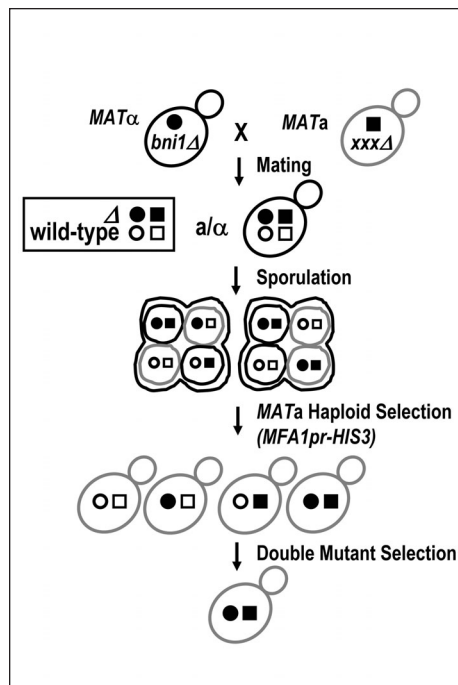 MATα
MATa
bni1Δ
X
xxxΔ
Mating
Δ
wild-type
a/α
Sporulation
MATa Haploid Selection
(MFA1pr-HIS3)
Double Mutant Selection